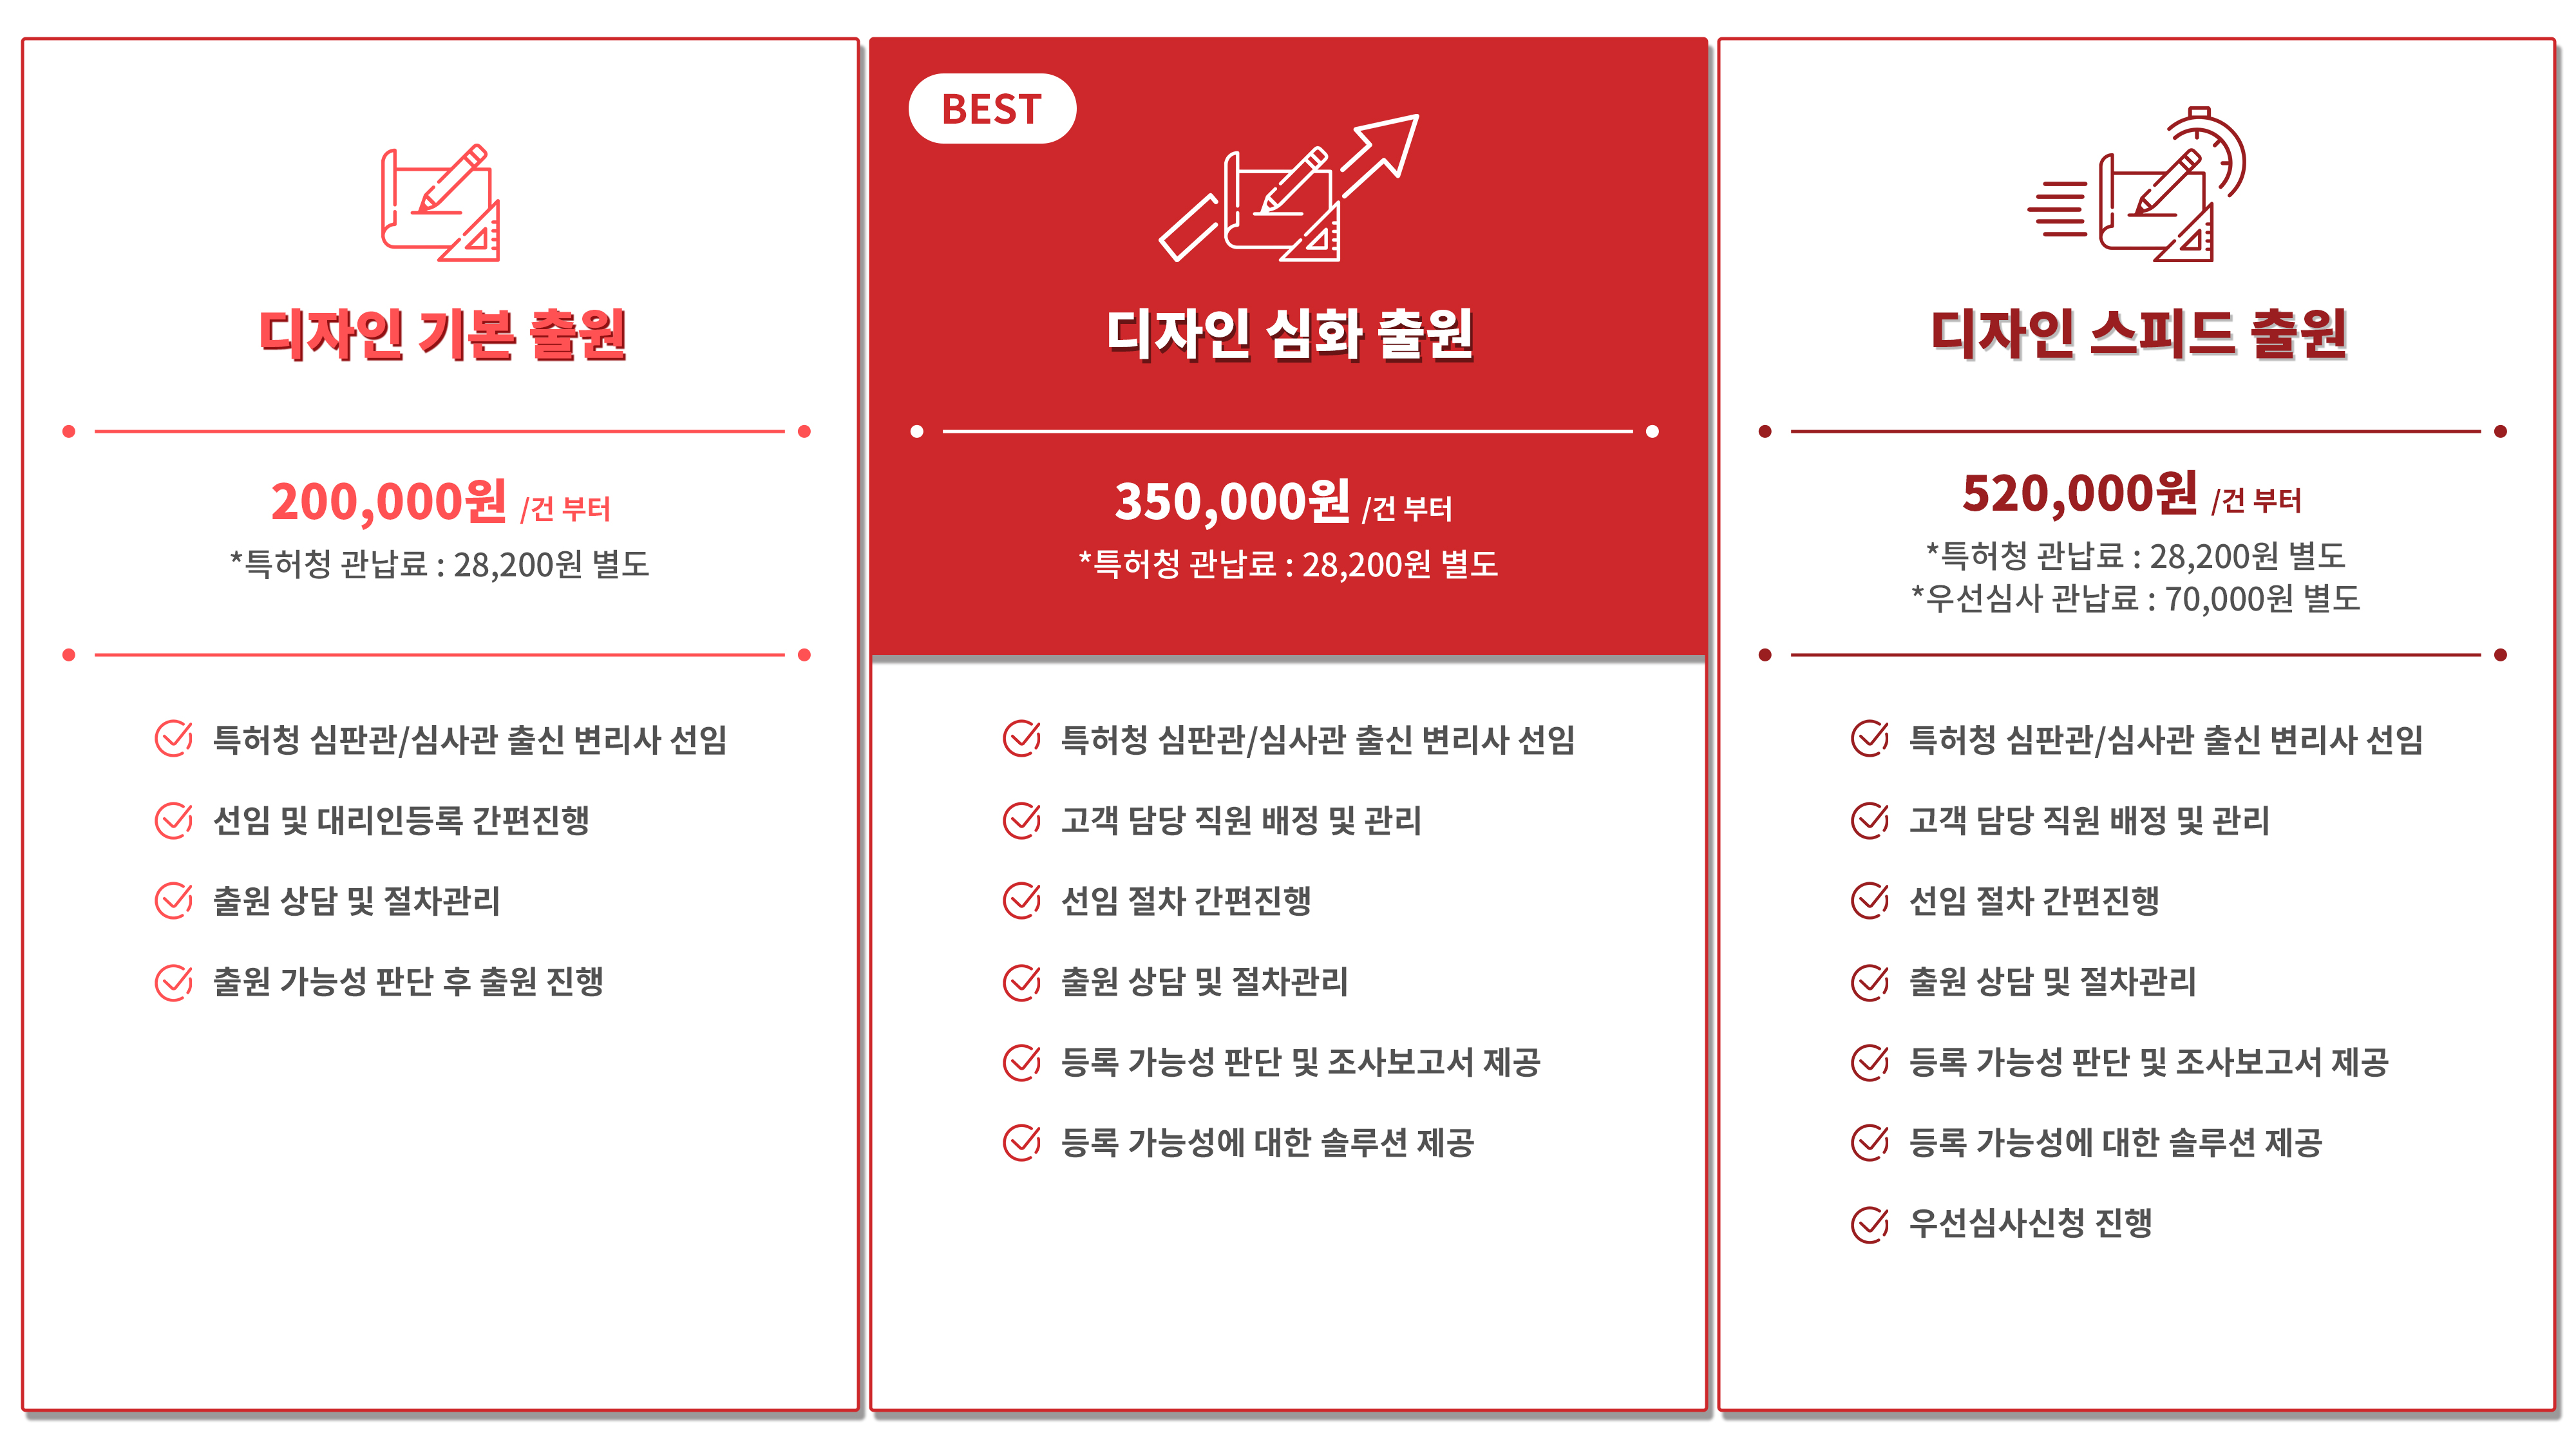 디자인 기본 출원
200,000원 /건 부터
*특허청 관납료 : 28,200원 별도
특허청 심판관/심사관 출신 변리사 선임
선임 및 대리인등록 간편진행
출원 상담 및 절차관리
출원 가능성 판단 후 출원 진행
BEST
디자인 심화 출원
350,000원 /건 부터
*특허청 관납료 : 28,200원 별도
특허청 심판관/심사관 출신 변리사 선임
고객 담당 직원 배정 및 관리
선임 절차 간편진행
출원 상담 및 절차관리
등록 가능성 판단 및 조사보고서 제공
등록 가능성에 대한 솔루션 제공
디자인 스피드 출원
520,000원 /건 부터
*특허청 관납료 : 28,200원 별도
*우선심사 관납료 : 70,000원 별도
특허청 심판관/심사관 출신 변리사 선임
고객 담당 직원 배정 및 관리
선임 절차 간편진행
출원 상담 및 절차관리
등록 가능성 판단 및 조사보고서 제공
등록 가능성에 대한 솔루션 제공
우선심사신청 진행